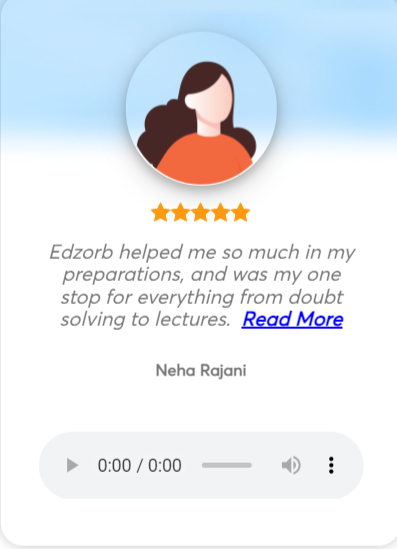 Edzorb helped me so much in my
preparations, and was my one
stop for everything from doubt
solving to lectures. Read More
Neha Rajani
0:00 / 0:00